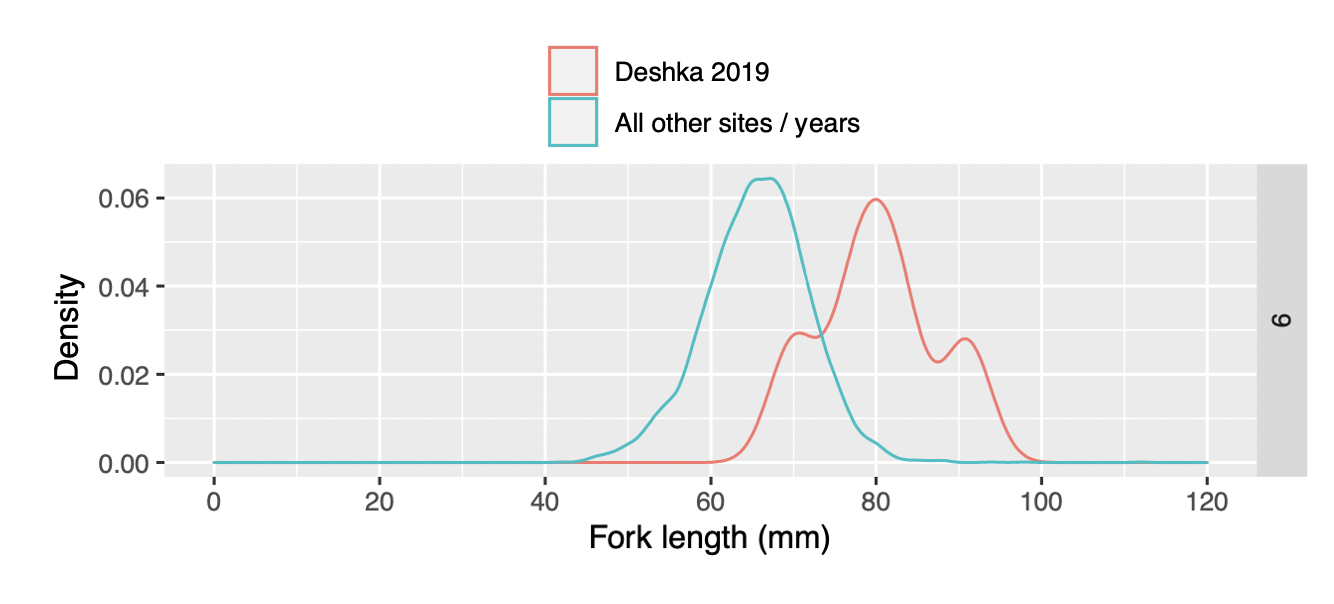 Deshka 2019
All other sites / years
Density
0.06
0.04
0.02
0.00
0 20 40 60 80 100 120
Fork length (mm)
6